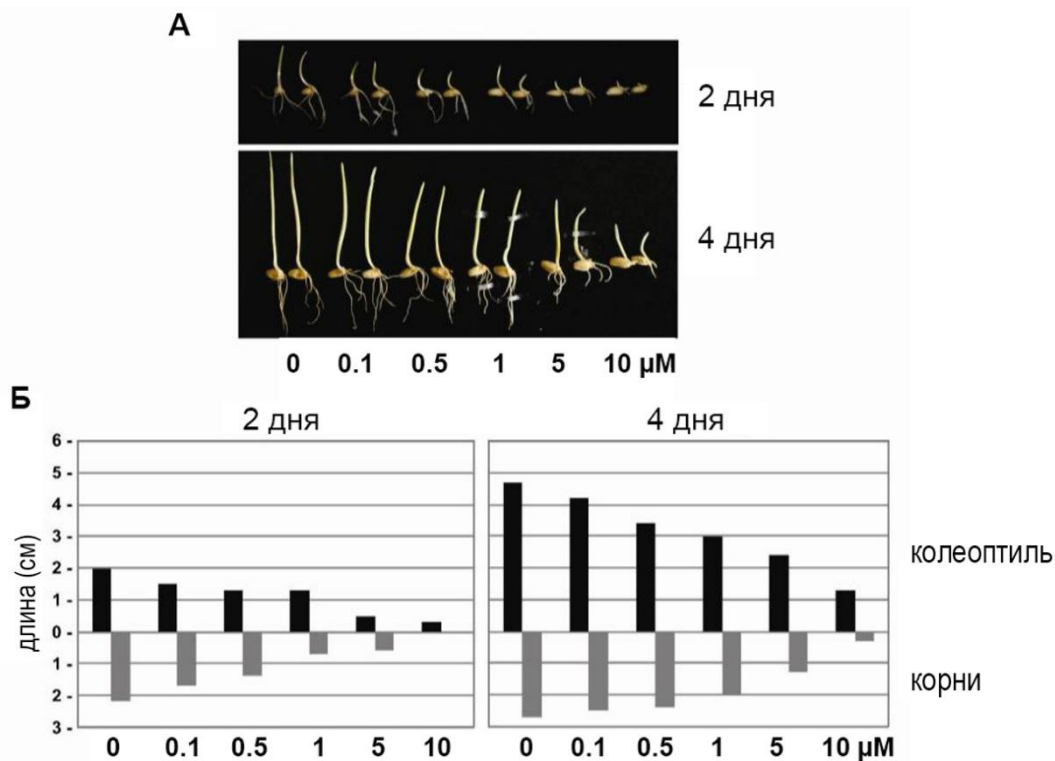 А
2 дня
4 дня
0 0.1 0.5 1 5 10 µM
Б
2 дня 4 дня
6 -
5 -
4 -
3 -
2 -
1 -
0 -
1 -
2 -
3 -
длина (см)
колеоптиль
корни
0 0.1 0.5 1 5 10 0 0.1 0.5 1 5 10 µM